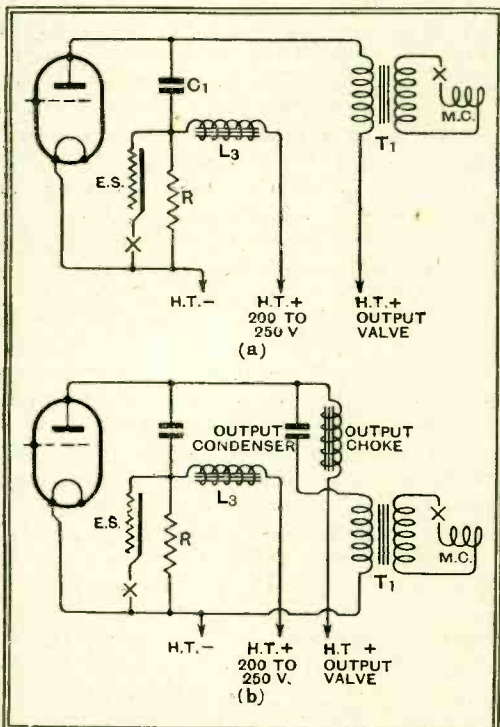 C1
L3
E.S.
R
T1
M.C.
H.T.-
H.T.+
200 TO
250 V
H.T.+
OUTPUT
VALVE
(a)
OUTPUT
CONDENSER
OUTPUT
CHOKE
L3
E.S.
R
T1
M.C.
H.T.-
H.T.+
200 TO
250 V.
H.T +
OUTPUT
VALVE
(b)